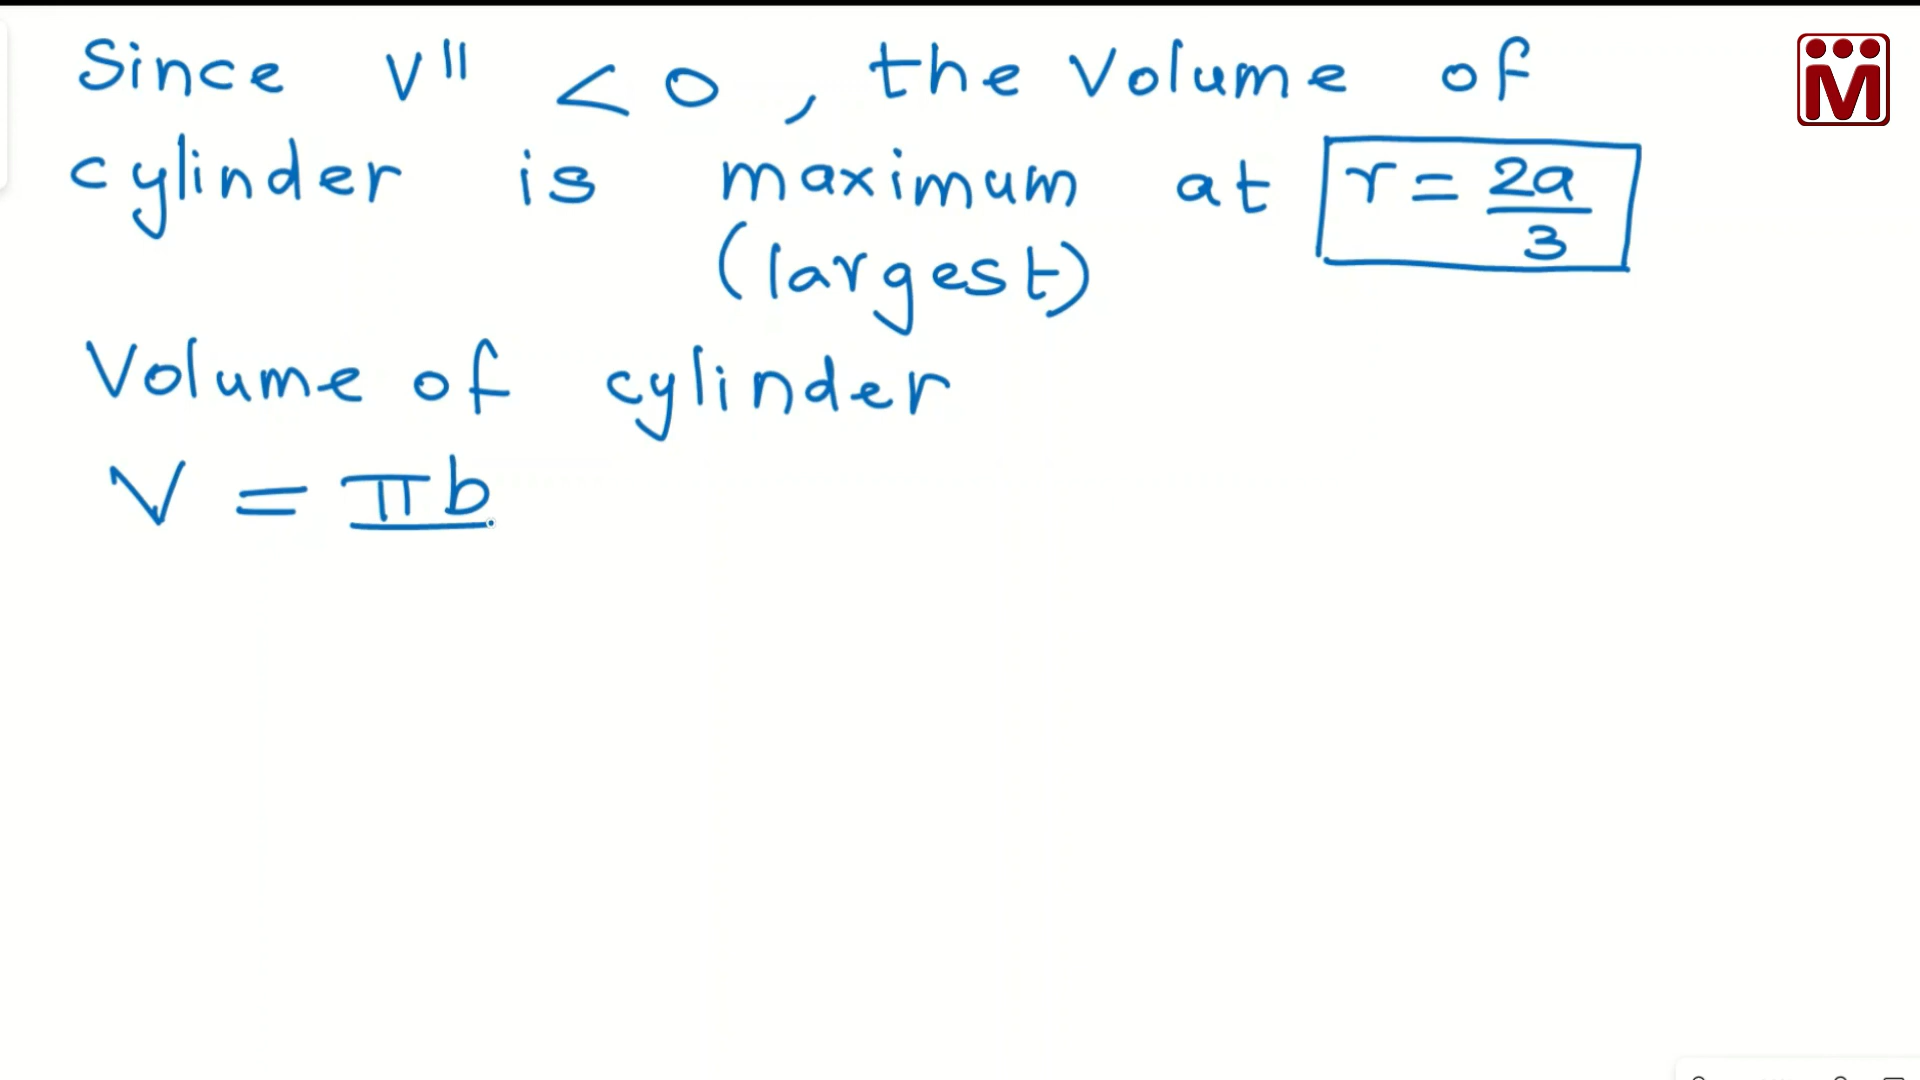 Since V" < 0, the Volume of
cylinder is maximum at r = 2a/3
(largest)
Volume of cylinder
V = πb
M